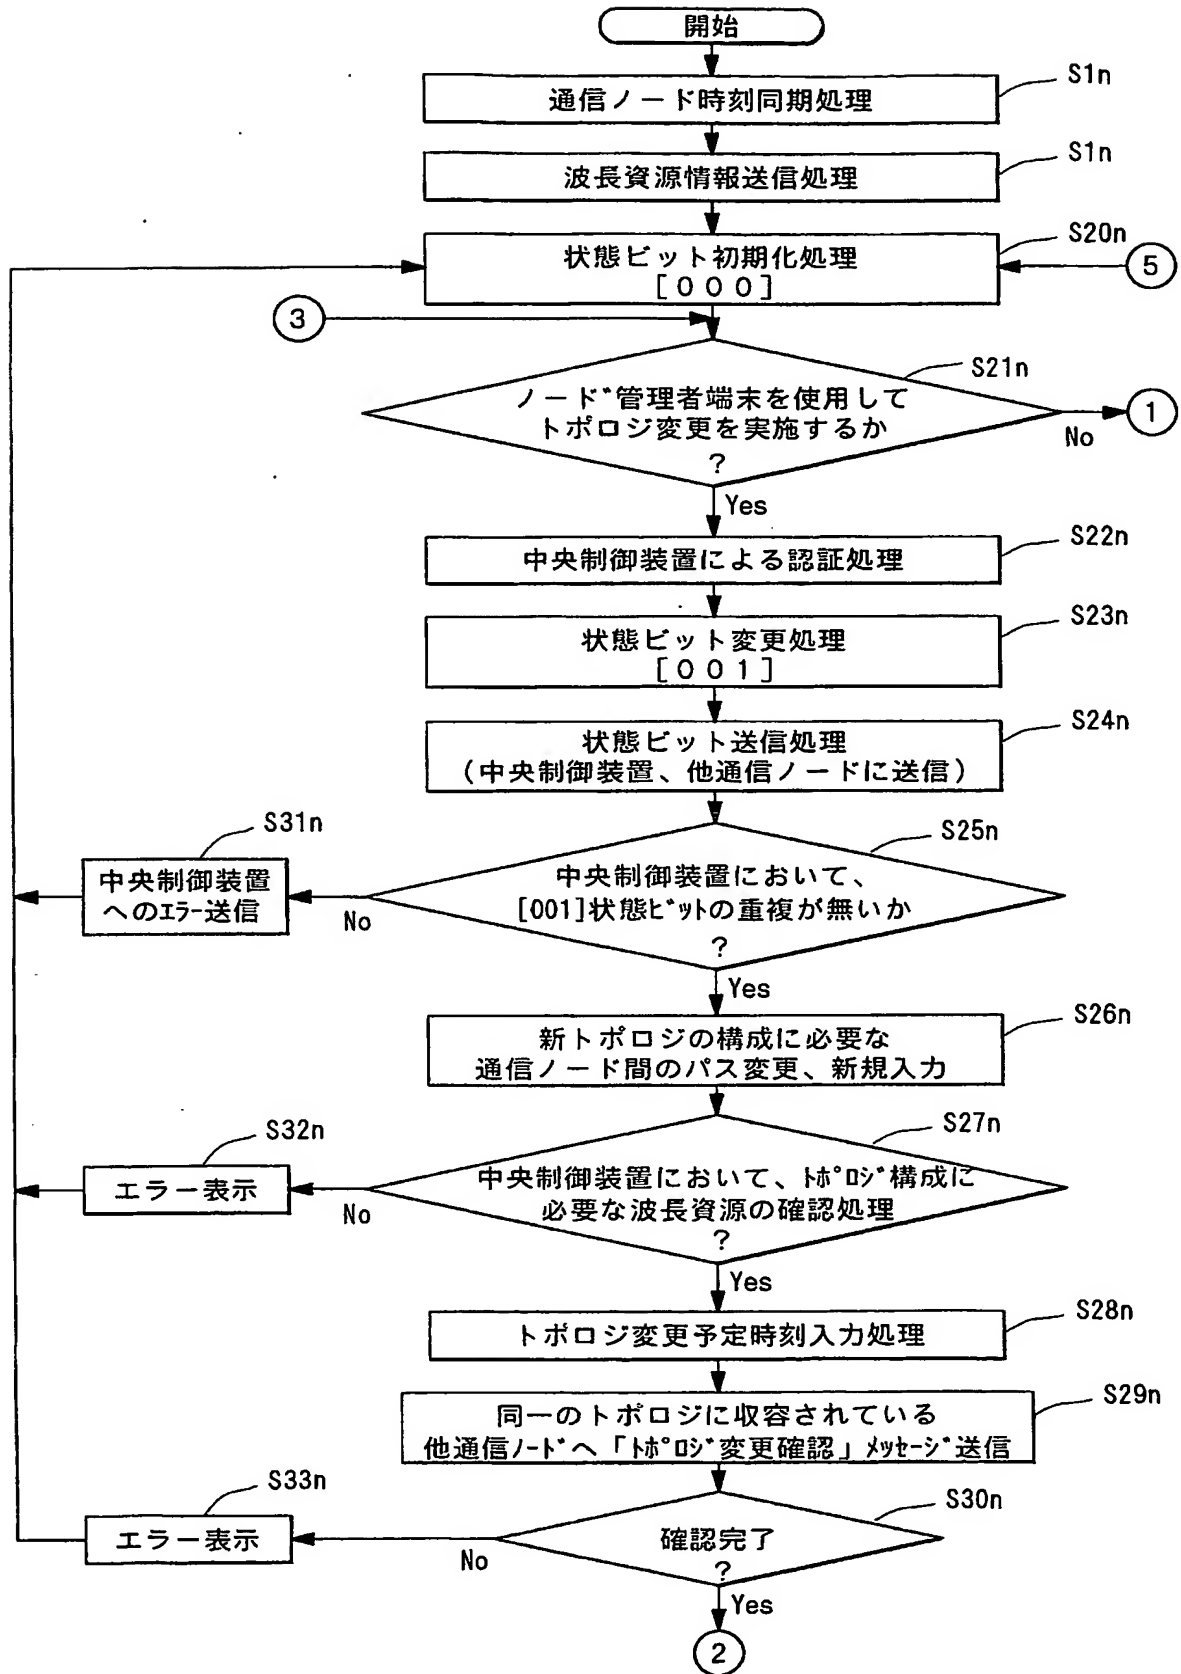 開始
S1n
通信ノード時刻同期処理
S1n
波長資源情報送信処理
S20n
状態ビット初期化処理
[000]
5
3
S21n
ノード管理者端末を使用して
トポロジ変更を実施するか
?
No
1
Yes
S22n
中央制御装置による認証処理
S23n
状態ビット変更処理
[001]
S24n
状態ビット送信処理
(中央制御装置、他通信ノードに送信)
S31n
中央制御装置
へのエラー送信
No
S25n
中央制御装置において、
[001]状態ビットの重複が無いか
?
Yes
S26n
新トポロジの構成に必要な
通信ノード間のパス変更、新規入力
S32n
エラー表示
No
S27n
中央制御装置において、トポロジ構成に
必要な波長資源の確認処理
?
Yes
S28n
トポロジ変更予定時刻入力処理
S29n
同一のトポロジに収容されている
他通信ノードへ「トポロジ変更確認」メッセージ送信
S33n
エラー表示
No
S30n
確認完了
?
Yes
2